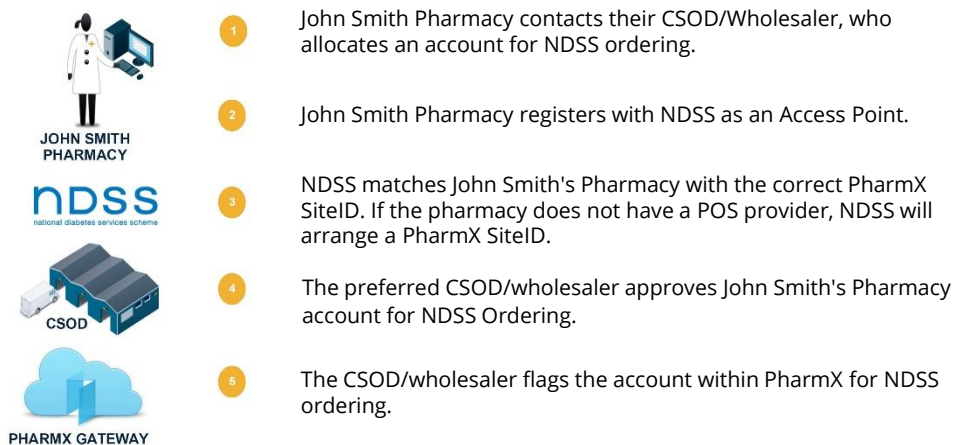 1
John Smith Pharmacy contacts their CSOD/Wholesaler, who
allocates an account for NDSS ordering.
2
John Smith Pharmacy registers with NDSS as an Access Point.
JOHN SMITH
PHARMACY
ndss
national diabetes services scheme
3
NDSS matches John Smith's Pharmacy with the correct PharmX
SiteID. If the pharmacy does not have a POS provider, NDSS will
arrange a PharmX SiteID.
CSOD
4
The preferred CSOD/wholesaler approves John Smith's Pharmacy
account for NDSS Ordering.
5
The CSOD/wholesaler flags the account within PharmX for NDSS
ordering.
PHARMX GATEWAY